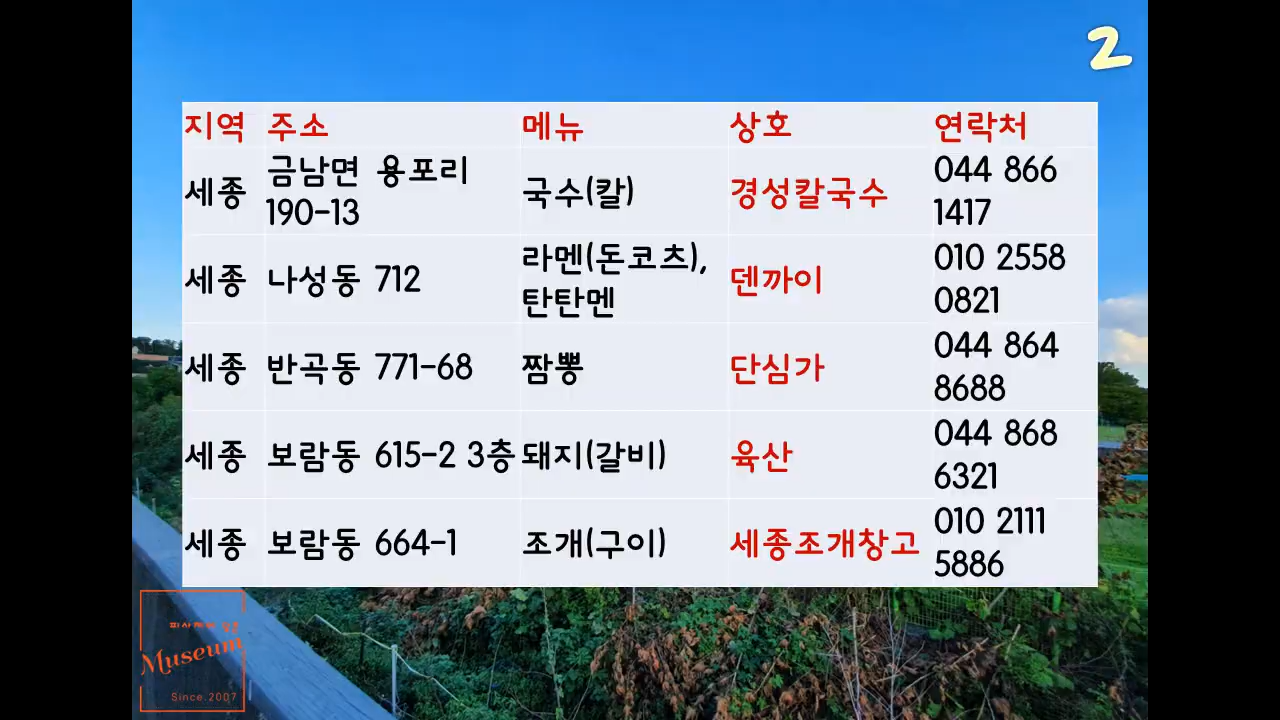 2
지역 주소 메뉴 상호 연락처
세종 금남면 용포리 190-13 국수(칼) 경성칼국수 044 866 1417
세종 나성동 712 라멘(돈코츠), 탄탄멘 덴까이 010 2558 0821
세종 반곡동 771-68 짬뽕 단심가 044 864 8688
세종 보람동 615-2 3층 돼지(갈비) 육산 044 868 6321
세종 보람동 664-1 조개(구이) 세종조개창고 010 2111 5886
Museum
Since.2007